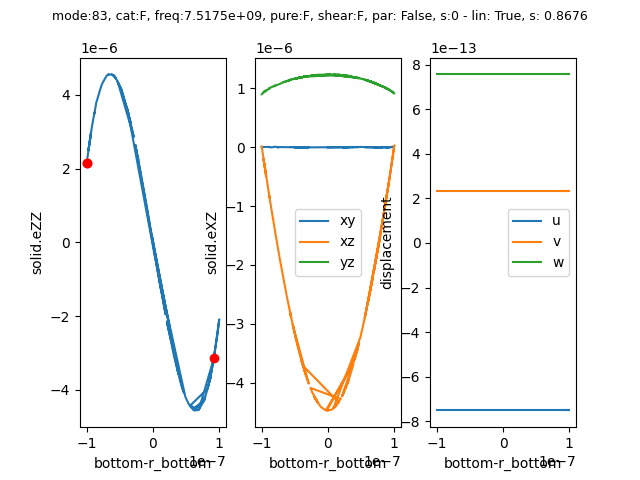 mode:83, cat:F, freq:7.5175e+09, pure:F, shear:F, par: False, s:0 - lin: True, s: 0.8676
1e−6
4
2
0
−2
−4
solid.eZZ
−1
0
1
bottom-r_bottom
1e−7
1e−6
1
0
−1
−2
−3
−4
solid.eXZ
xy
xz
yz
−1
0
1
bottom-r_bottom
1e−7
1e−13
8
6
4
2
0
−2
−4
−6
−8
displacement
u
v
w
−1
0
1
bottom-r_bottom
1e−7